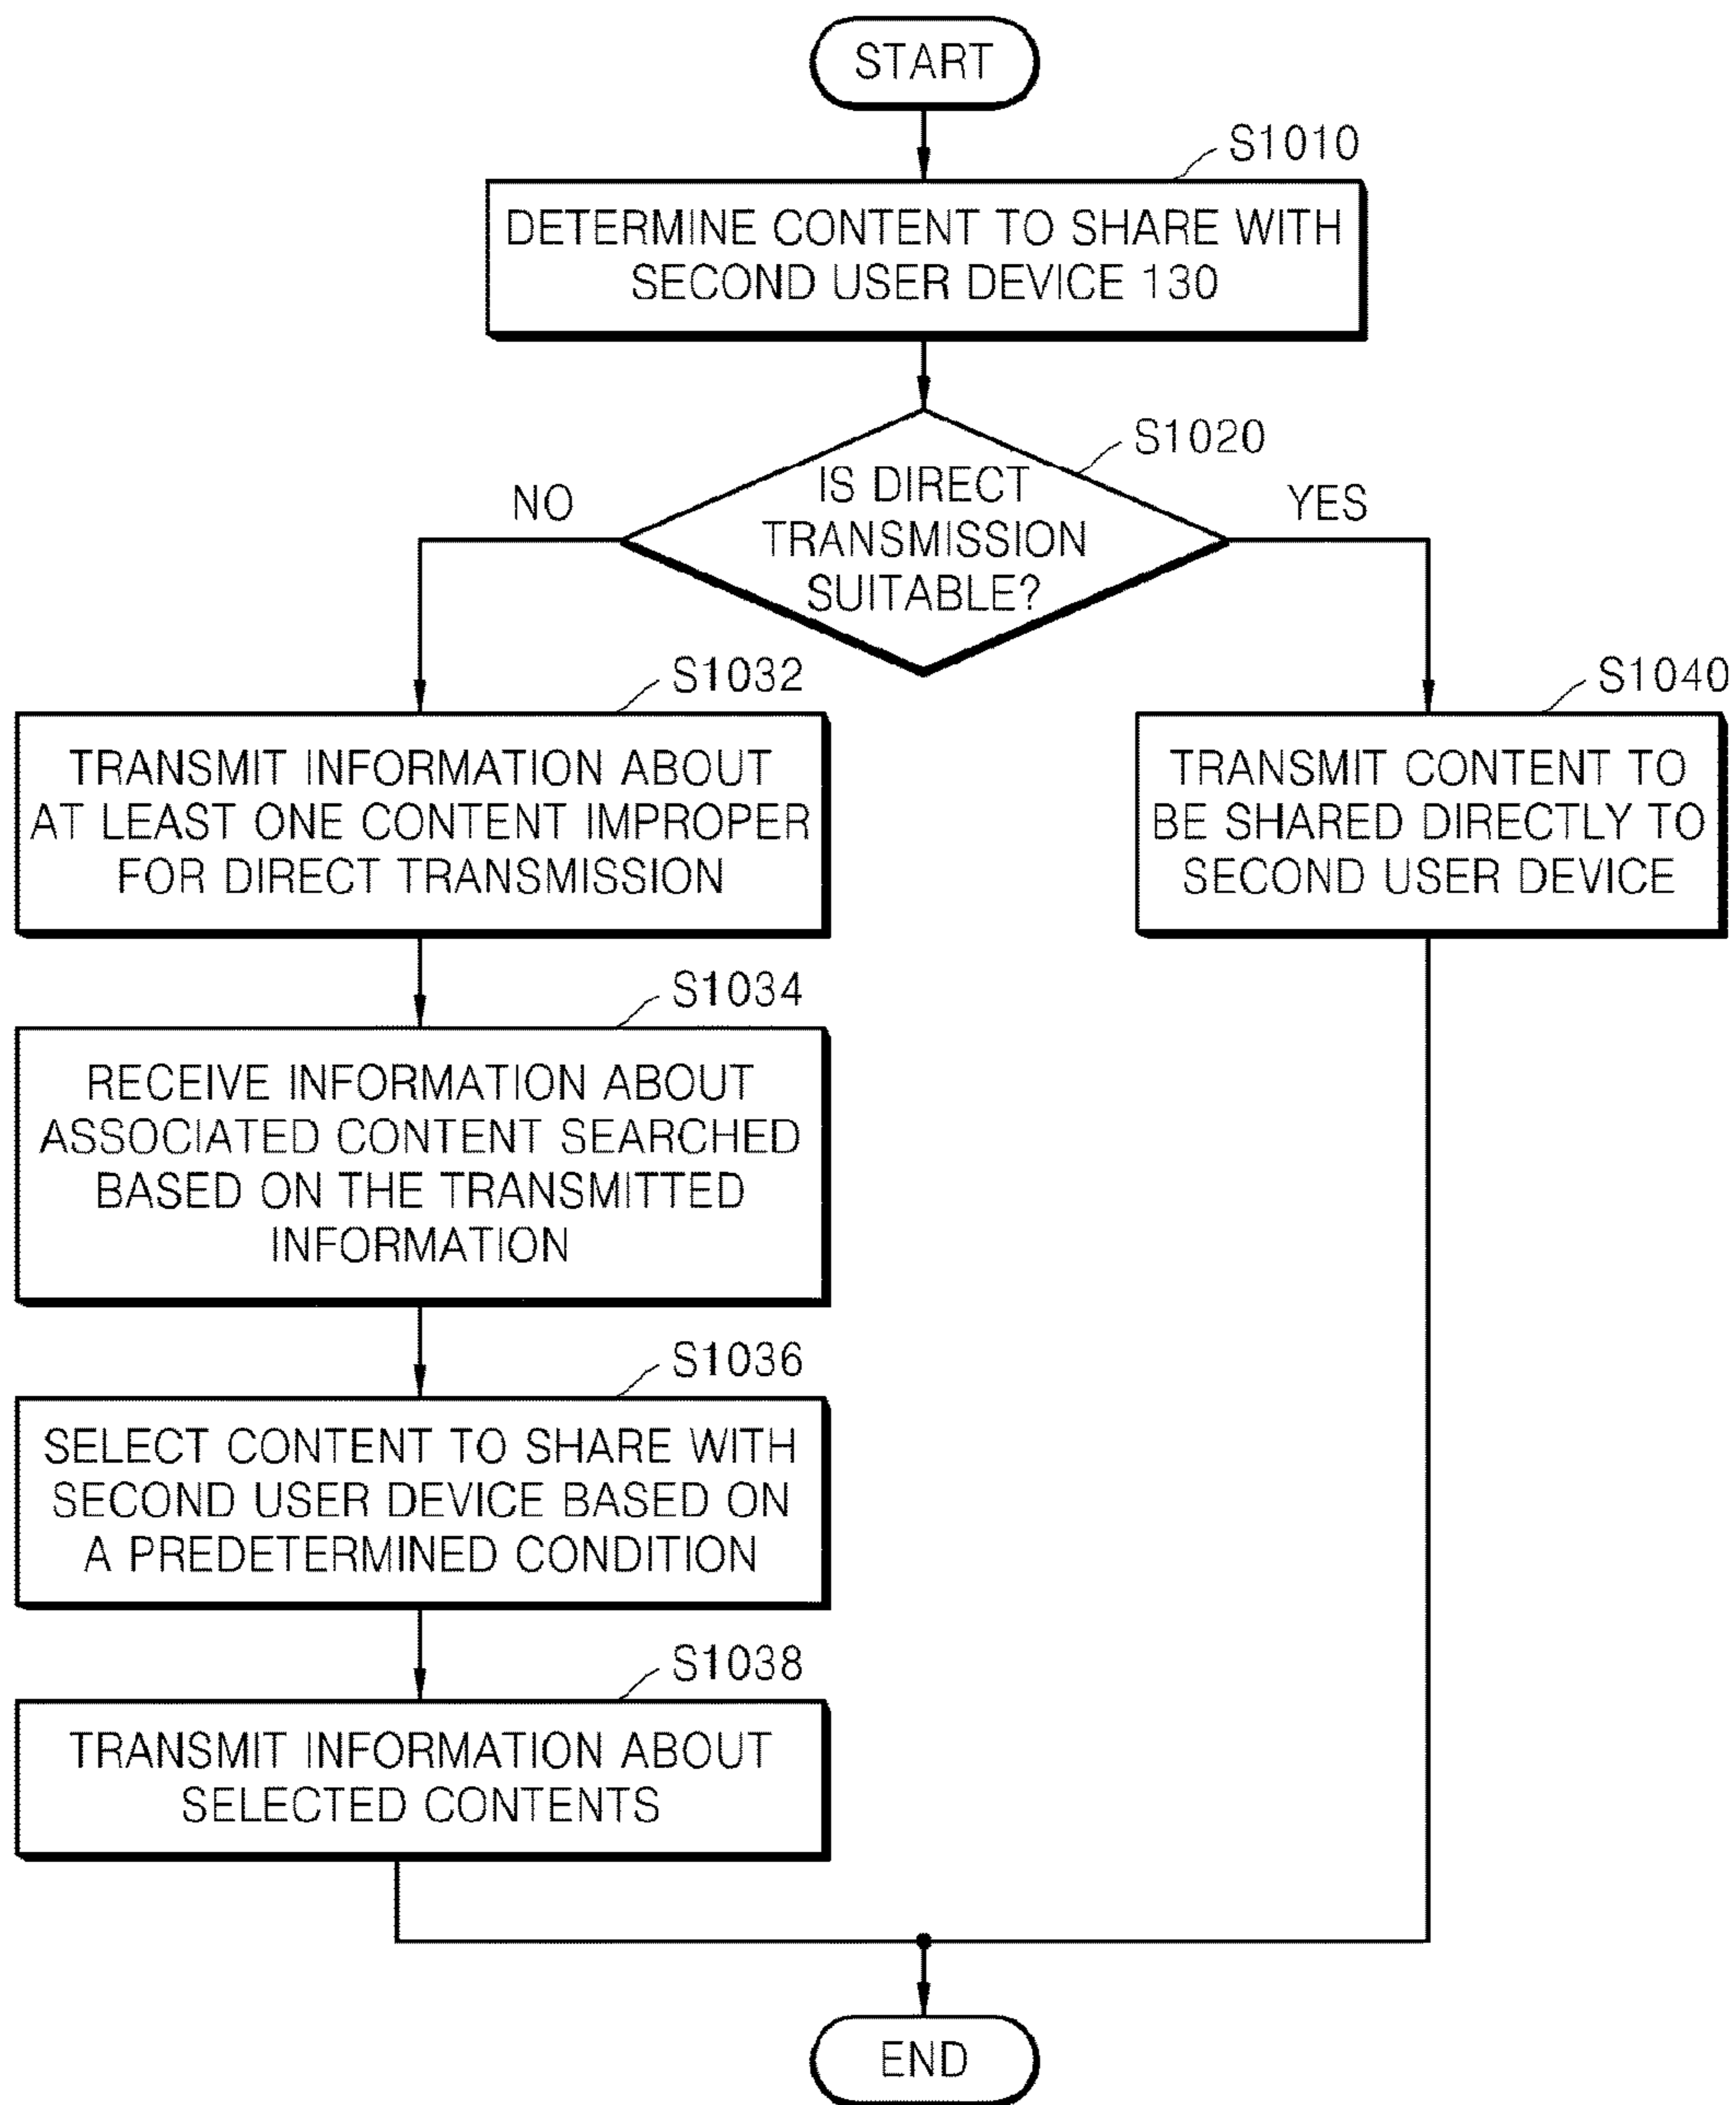 START
S1010
DETERMINE CONTENT TO SHARE WITH
SECOND USER DEVICE 130
S1020
IS DIRECT
TRANSMISSION
SUITABLE?
NO
YES
S1032
TRANSMIT INFORMATION ABOUT
AT LEAST ONE CONTENT IMPROPER
FOR DIRECT TRANSMISSION
S1040
TRANSMIT CONTENT TO
BE SHARED DIRECTLY TO
SECOND USER DEVICE
S1034
RECEIVE INFORMATION ABOUT
ASSOCIATED CONTENT SEARCHED
BASED ON THE TRANSMITTED
INFORMATION
S1036
SELECT CONTENT TO SHARE WITH
SECOND USER DEVICE BASED ON
A PREDETERMINED CONDITION
S1038
TRANSMIT INFORMATION ABOUT
SELECTED CONTENTS
END